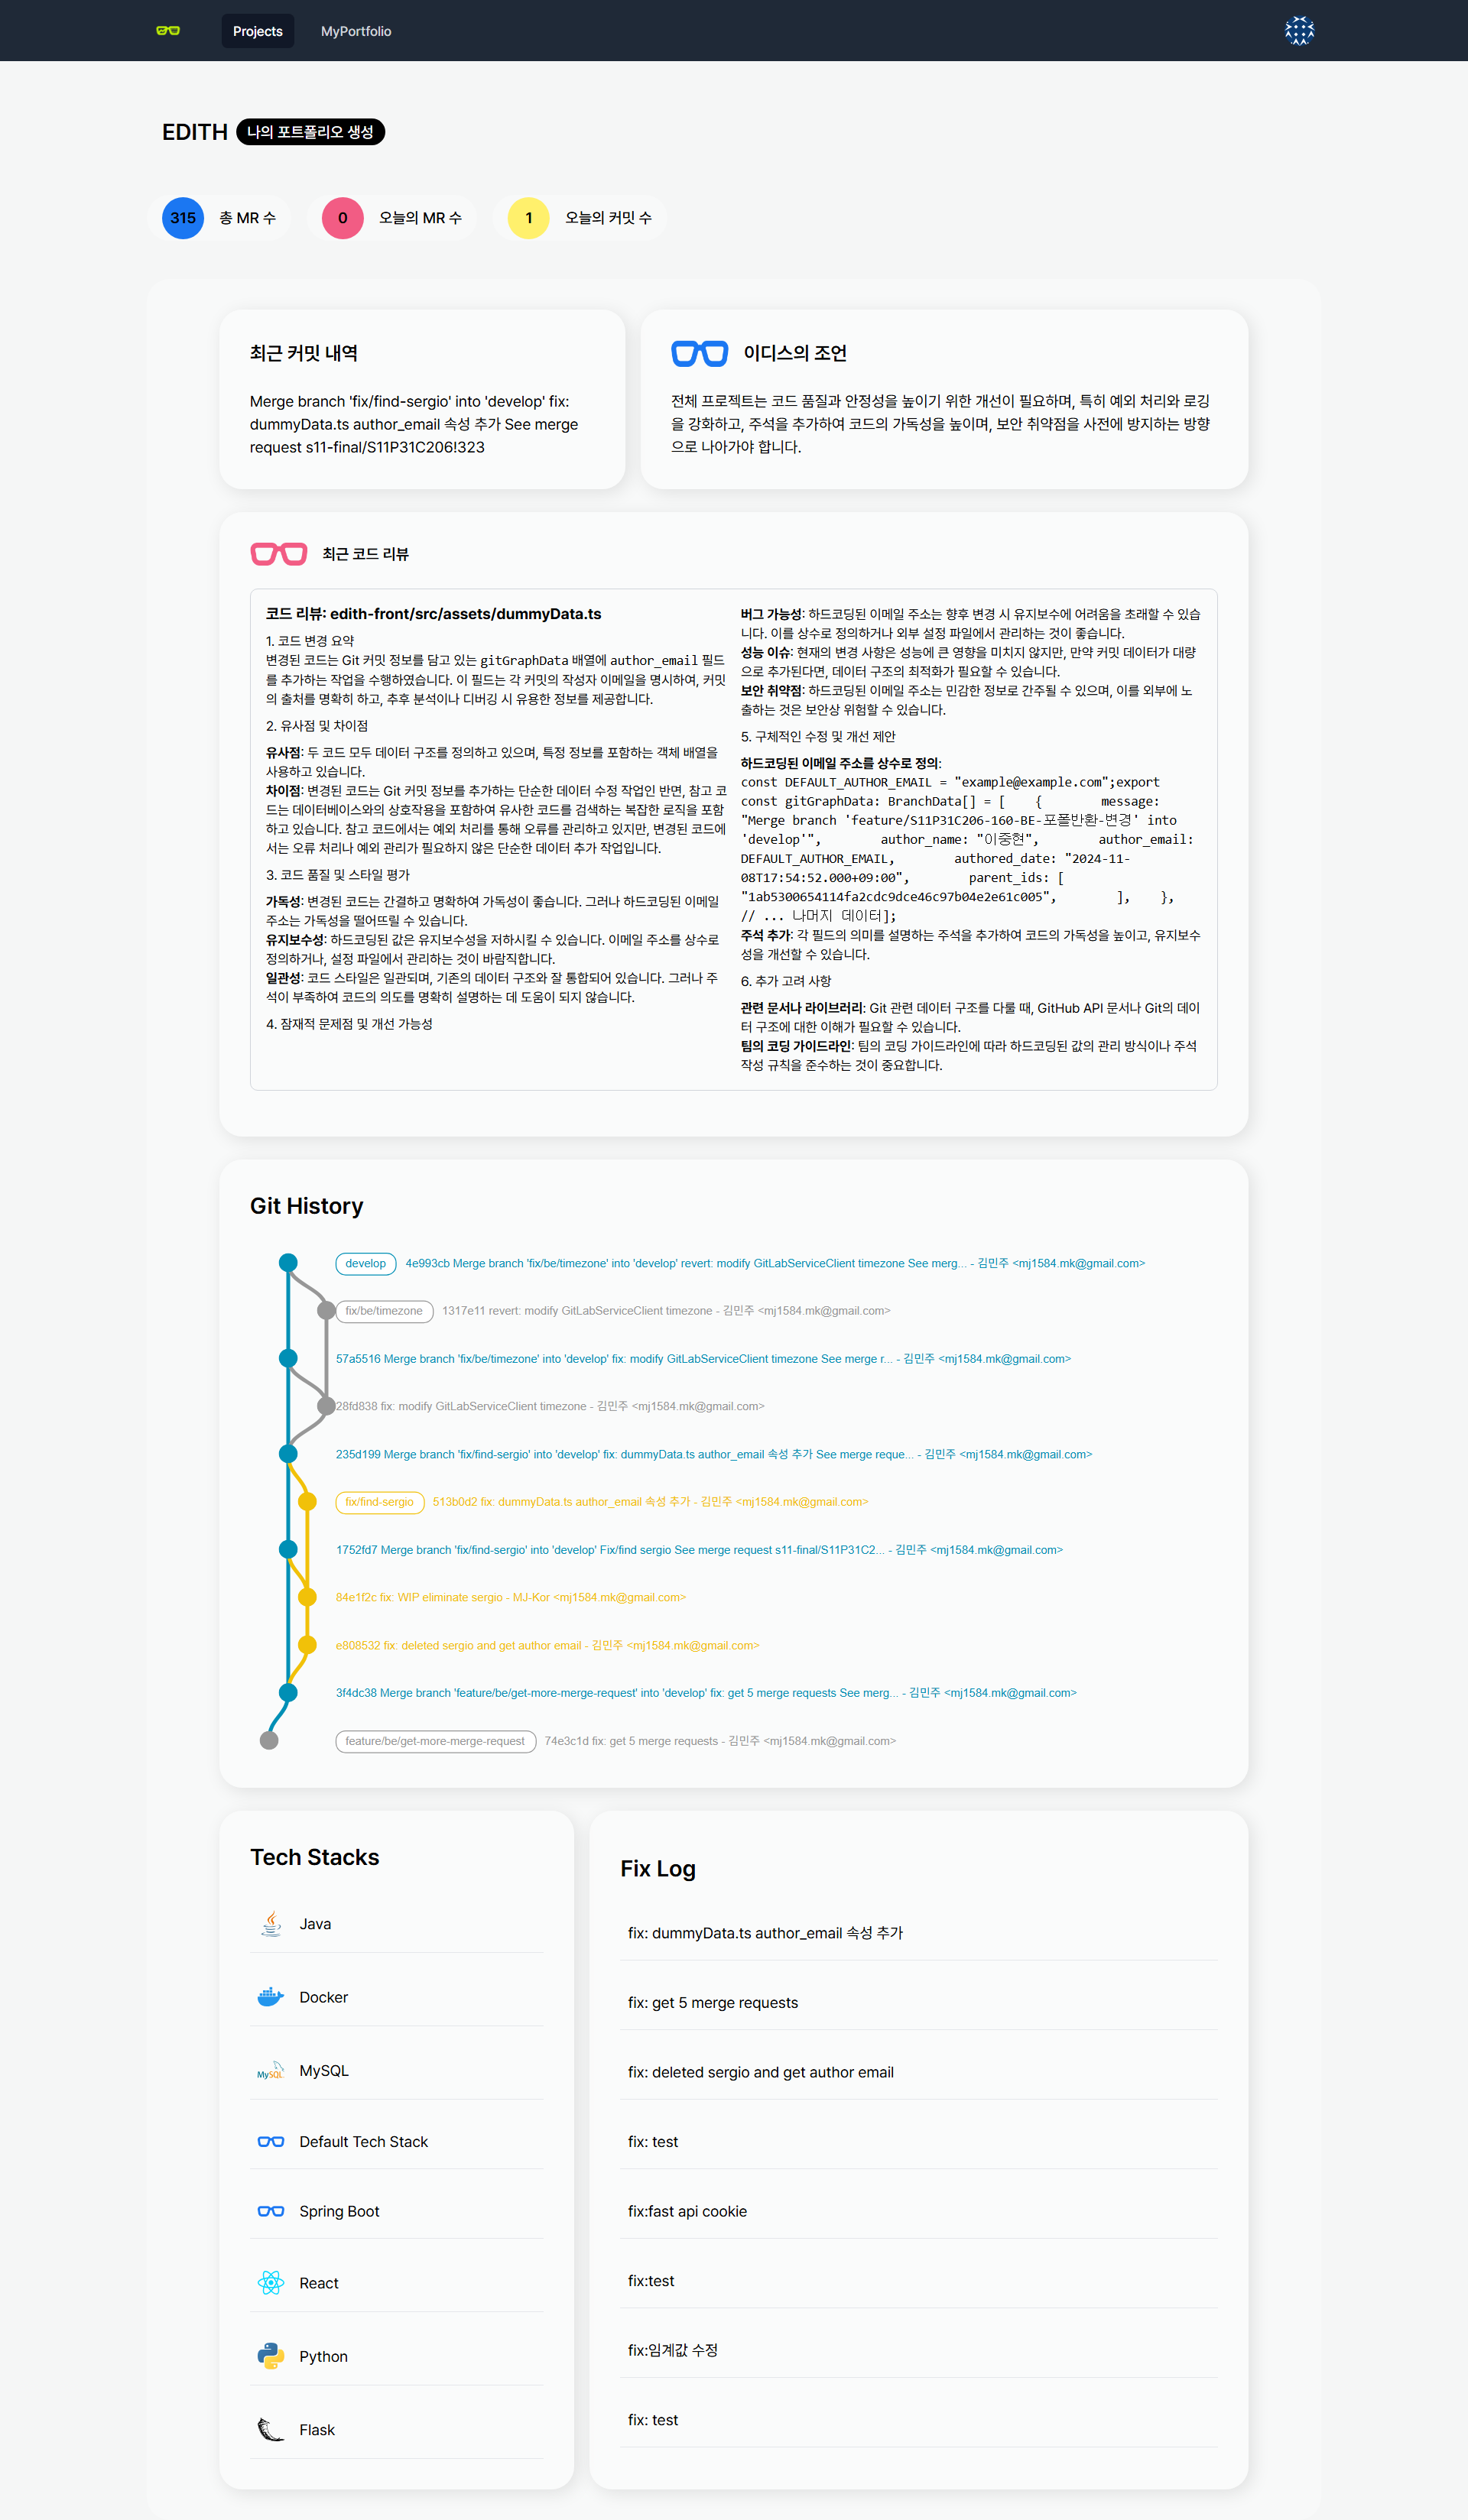 Projects
MyPortfolio
EDITH
나의 포트폴리오 생성
315
총 MR 수
0
오늘의 MR 수
1
오늘의 커밋 수
최근 커밋 내역
Merge branch 'fix/find-sergio' into 'develop' fix:
dummyData.ts author_email 속성 추가 See merge
request s11-final/S11P31C206!323
이디스의 조언
전체 프로젝트는 코드 품질과 안정성을 높이기 위한 개선이 필요하며, 특히 예외 처리와 로깅
을 강화하고, 주석을 추가하여 코드의 가독성을 높이며, 보안 취약점을 사전에 방지하는 방향
으로 나아가야 합니다.
최근 코드 리뷰
코드 리뷰: edith-front/src/assets/dummyData.ts
1. 코드 변경 요약
변경된 코드는 Git 커밋 정보를 담고 있는 gitGraphData 배열에 author_email 필드
를 추가하는 작업을 수행하였습니다. 이 필드는 각 커밋의 작성자 이메일을 명시하여, 커밋
의 출처를 명확히 하고, 추후 분석이나 디버깅 시 유용한 정보를 제공합니다.
2. 유사점 및 차이점
유사점: 두 코드 모두 데이터 구조를 정의하고 있으며, 특정 정보를 포함하는 객체 배열을
사용하고 있습니다.
차이점: 변경된 코드는 Git 커밋 정보를 추가하는 단순한 데이터 수정 작업인 반면, 참고 코
드는 데이터베이스와의 상호작용을 포함하여 유사한 코드를 검색하는 복잡한 로직을 포함
하고 있습니다. 참고 코드에서는 예외 처리를 통해 오류를 관리하고 있지만, 변경된 코드에
서는 오류 처리나 예외 관리가 필요하지 않은 단순한 데이터 추가 작업입니다.
3. 코드 품질 및 스타일 평가
가독성: 변경된 코드는 간결하고 명확하여 가독성이 좋습니다. 그러나 하드코딩된 이메일
주소는 가독성을 떨어뜨릴 수 있습니다.
유지보수성: 하드코딩된 값은 유지보수성을 저하시킬 수 있습니다. 이메일 주소를 상수로
정의하거나, 설정 파일에서 관리하는 것이 바람직합니다.
일관성: 코드 스타일은 일관되며, 기존의 데이터 구조와 잘 통합되어 있습니다. 그러나 주
석이 부족하여 코드의 의도를 명확히 설명하는 데 도움이 되지 않습니다.
4. 잠재적 문제점 및 개선 가능성
버그 가능성: 하드코딩된 이메일 주소는 향후 변경 시 유지보수에 어려움을 초래할 수 있습
니다. 이를 상수로 정의하거나 외부 설정 파일에서 관리하는 것이 좋습니다.
성능 이슈: 현재의 변경 사항은 성능에 큰 영향을 미치지 않지만, 만약 커밋 데이터가 대량
으로 추가된다면, 데이터 구조의 최적화가 필요할 수 있습니다.
보안 취약점: 하드코딩된 이메일 주소는 민감한 정보로 간주될 수 있으며, 이를 외부에 노
출하는 것은 보안상 위험할 수 있습니다.
5. 구체적인 수정 및 개선 제안
하드코딩된 이메일 주소를 상수로 정의:
const DEFAULT_AUTHOR_EMAIL = "example@example.com";export
const gitGraphData: BranchData[] = [    {        message:
"Merge branch 'feature/S11P31C206-160-BE-포폴반환-변경' into
'develop'",        author_name: "이중현",        author_email:
DEFAULT_AUTHOR_EMAIL,        authored_date: "2024-11-
08T17:54:52.000+09:00",        parent_ids: [
"1ab5300654114fa2cdc9dce46c97b04e2e61c005",        ],    },
// ... 나머지 데이터];
주석 추가: 각 필드의 의미를 설명하는 주석을 추가하여 코드의 가독성을 높이고, 유지보수
성을 개선할 수 있습니다.
6. 추가 고려 사항
관련 문서나 라이브러리: Git 관련 데이터 구조를 다룰 때, GitHub API 문서나 Git의 데이
터 구조에 대한 이해가 필요할 수 있습니다.
팀의 코딩 가이드라인: 팀의 코딩 가이드라인에 따라 하드코딩된 값의 관리 방식이나 주석
작성 규칙을 준수하는 것이 중요합니다.
Git History
develop 4e993cb Merge branch 'fix/be/timezone' into 'develop' revert: modify GitLabServiceClient timezone See merg... - 김민주 <mj1584.mk@gmail.com>
fix/be/timezone 1317e11 revert: modify GitLabServiceClient timezone - 김민주 <mj1584.mk@gmail.com>
57a5516 Merge branch 'fix/be/timezone' into 'develop' fix: modify GitLabServiceClient timezone See merge r... - 김민주 <mj1584.mk@gmail.com>
28fd838 fix: modify GitLabServiceClient timezone - 김민주 <mj1584.mk@gmail.com>
235d199 Merge branch 'fix/find-sergio' into 'develop' fix: dummyData.ts author_email 속성 추가 See merge reque... - 김민주 <mj1584.mk@gmail.com>
fix/find-sergio 513b0d2 fix: dummyData.ts author_email 속성 추가 - 김민주 <mj1584.mk@gmail.com>
1752fd7 Merge branch 'fix/find-sergio' into 'develop' Fix/find sergio See merge request s11-final/S11P31C2... - 김민주 <mj1584.mk@gmail.com>
84e1f2c fix: WIP eliminate sergio - MJ-Kor <mj1584.mk@gmail.com>
e808532 fix: deleted sergio and get author email - 김민주 <mj1584.mk@gmail.com>
3f4dc38 Merge branch 'feature/be/get-more-merge-request' into 'develop' fix: get 5 merge requests See merg... - 김민주 <mj1584.mk@gmail.com>
feature/be/get-more-merge-request 74e3c1d fix: get 5 merge requests - 김민주 <mj1584.mk@gmail.com>
Tech Stacks
Java
Docker
MySQL
MySQL
Default Tech Stack
Spring Boot
React
Python
Flask
Fix Log
fix: dummyData.ts author_email 속성 추가
fix: get 5 merge requests
fix: deleted sergio and get author email
fix: test
fix:fast api cookie
fix:test
fix:임계값 수정
fix: test